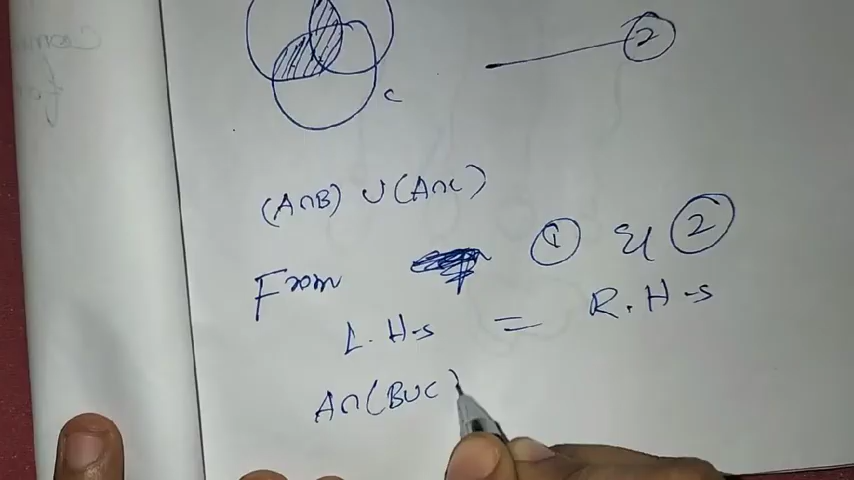 ②
C
(A∩B) ∪ (A∩C)
From ① & ②
L.H-S = R.H-S
A∩(B∪C)